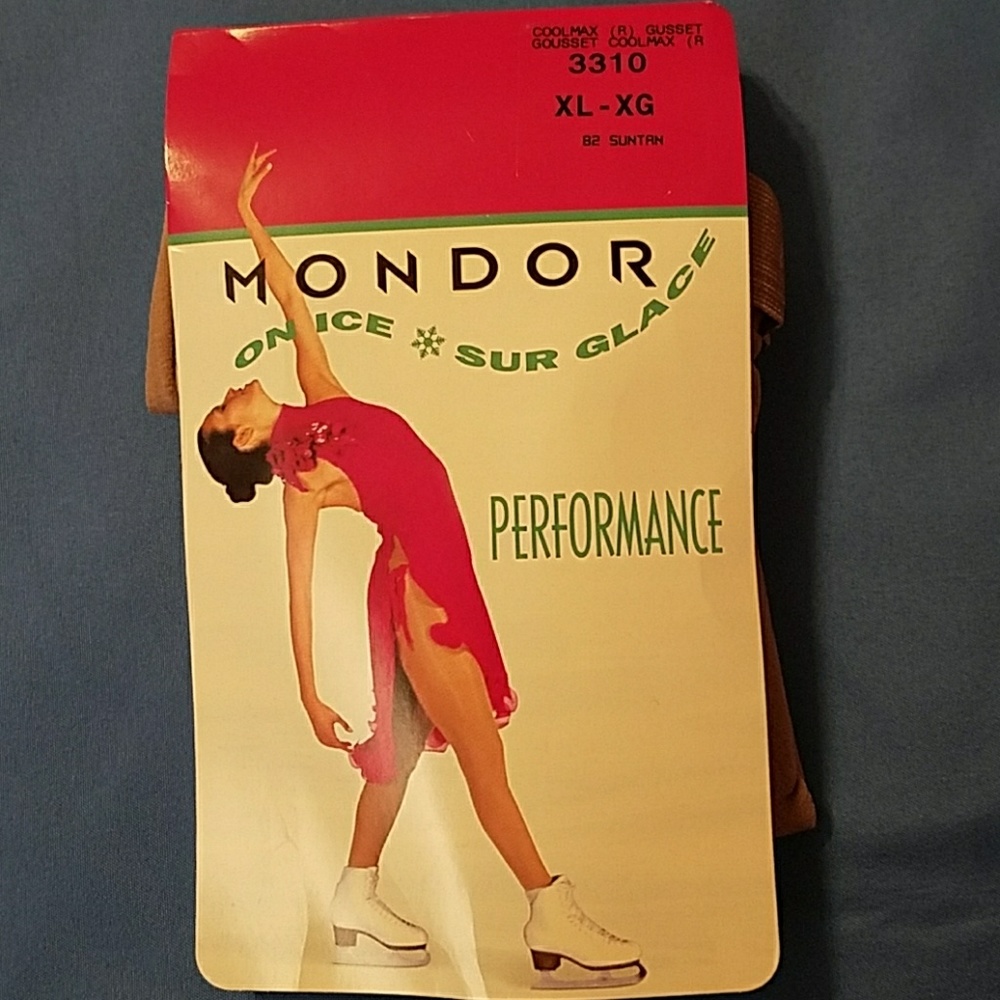 COOLMAX (R) GUSSET
GOUSSET COOLMAX (R
3310
XL-XG
82 SUNTAN
MONDOR
ON ICE SUR GLACE
PERFORMANCE